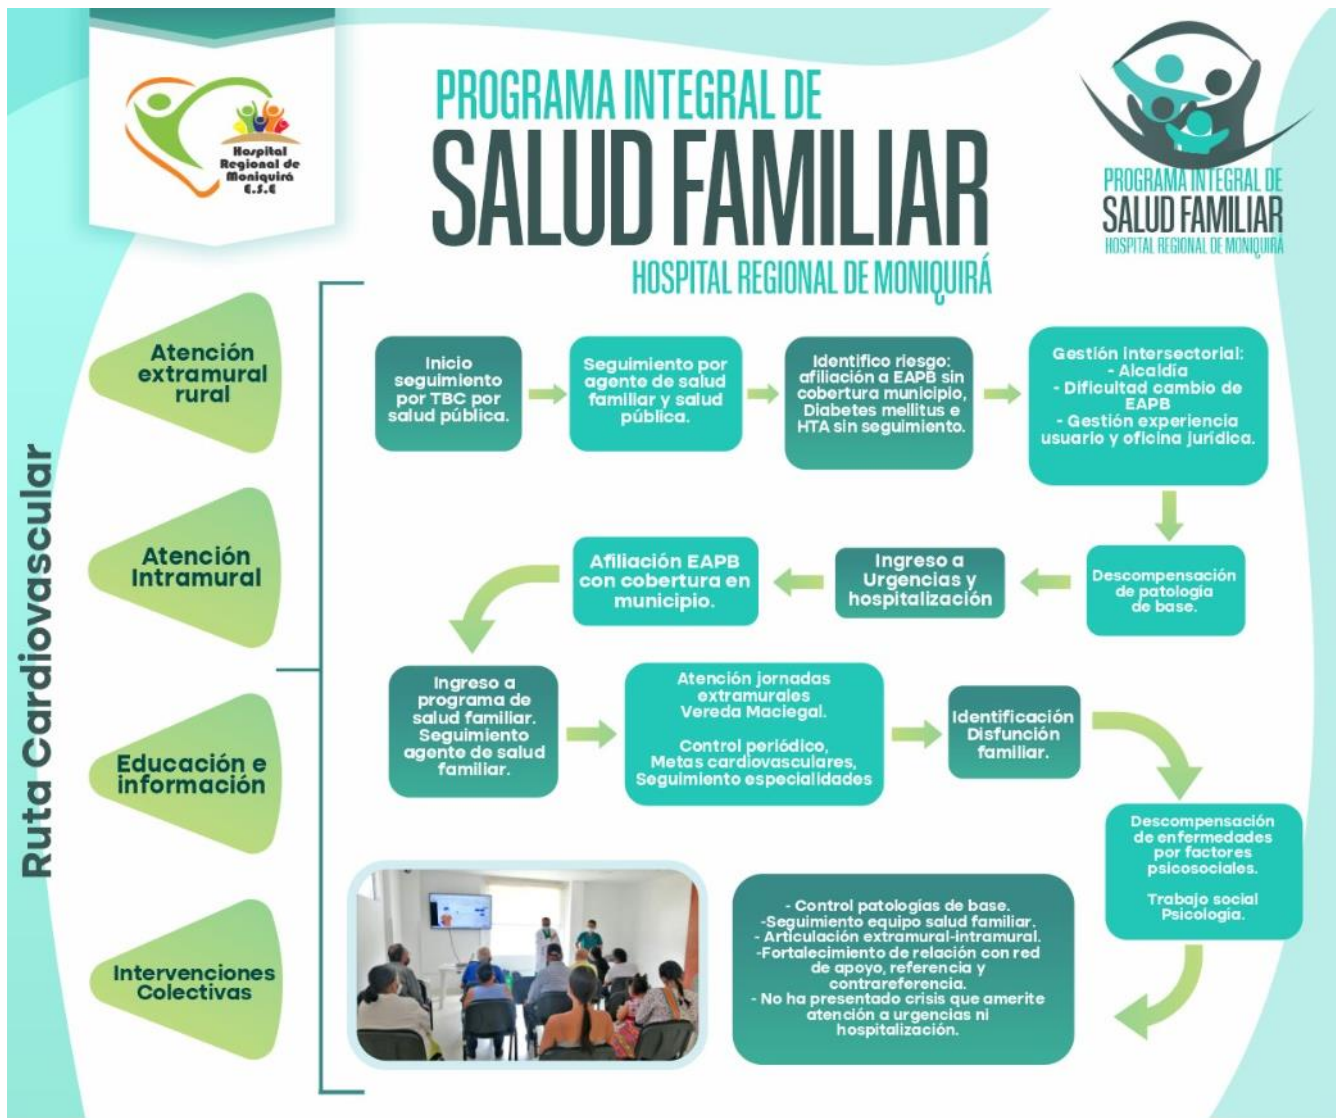 Hospital
Regional de
Moniquirá
E.S.E
PROGRAMA INTEGRAL DE
SALUD FAMILIAR
HOSPITAL REGIONAL DE MONIQUIRÁ
PROGRAMA INTEGRAL DE
SALUD FAMILIAR
HOSPITAL REGIONAL DE MONIQUIRÁ
Ruta Cardiovascular
Atención
extramural
rural
Atención
Intramural
Educación e
información
Intervenciones
Colectivas
Inicio
seguimiento
por TBC por
salud pública.
Seguimiento por
agente de salud
familiar y salud
pública.
Identifico riesgo:
afiliación a EAPB sin
cobertura municipio,
Diabetes mellitus e
HTA sin seguimiento.
Gestión intersectorial:
- Alcaldía
- Dificultad cambio de
EAPB
- Gestión experiencia
usuario y oficina jurídica.
Descompensación
de patología
de base.
Ingreso a
Urgencias y
hospitalización
Afiliación EAPB
con cobertura en
municipio.
Ingreso a
programa de
salud familiar.
Seguimiento
agente de salud
familiar.
Atención jornadas
extramurales
Vereda Maciegal.
Control periódico,
Metas cardiovasculares,
Seguimiento especialidades
Identificación
Disfunción
familiar.
Descompensación
de enfermedades
por factores
psicosociales.
Trabajo social
Psicología.
- Control patologías de base.
-Seguimiento equipo salud familiar.
- Articulación extramural-intramural.
-Fortalecimiento de relación con red
de apoyo, referencia y
contrareferencia.
- No ha presentado crisis que amerite
atención a urgencias ni
hospitalización.